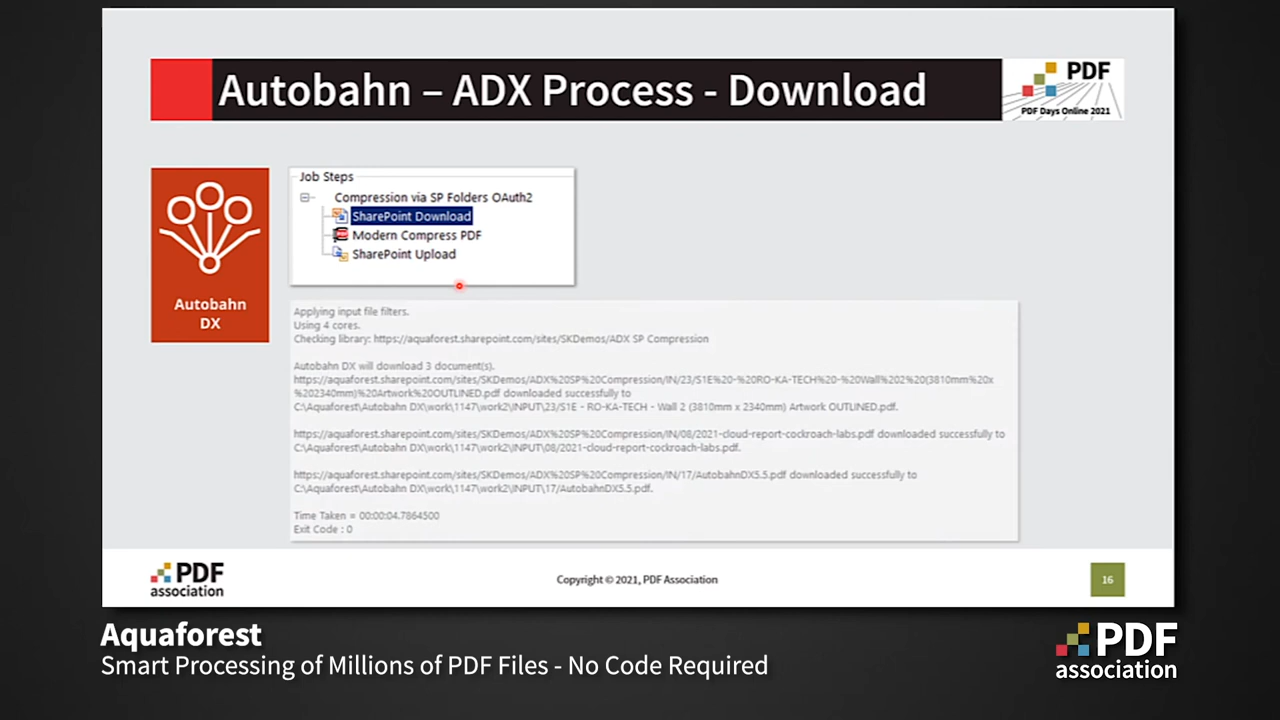 Autobahn – ADX Process - Download
PDF
PDF Days Online 2021
Autobahn
DX
Job Steps
Compression via SP Folders OAuth2
SharePoint Download
Modern Compress PDF
SharePoint Upload
Applying input file filters.
Using 4 cores.
Checking library: https://aquaforest.sharepoint.com/sites/SKDemos/ADX SP Compression
Autobahn DX will download 3 document(s).
https://aquaforest.sharepoint.com/sites/SKDemos/ADX%20SP%20Compression/IN/23/S1E%20-%20RO-KA-TECH%20-%20Wall%202%20(3810mm%20x
%202340mm)%20Artwork%20OUTLINED.pdf downloaded successfully to
C:\Aquaforest\Autobahn DX\work\1147\work2\INPUT\23/S1E - RO-KA-TECH - Wall 2 (3810mm x 2340mm) Artwork OUTLINED.pdf.
https://aquaforest.sharepoint.com/sites/SKDemos/ADX%20SP%20Compression/IN/08/2021-cloud-report-cockroach-labs.pdf downloaded successfully to
C:\Aquaforest\Autobahn DX\work\1147\work2\INPUT\08/2021-cloud-report-cockroach-labs.pdf.
https://aquaforest.sharepoint.com/sites/SKDemos/ADX%20SP%20Compression/IN/17/AutobahnDX5.5.pdf downloaded successfully to
C:\Aquaforest\Autobahn DX\work\1147\work2\INPUT\17/AutobahnDX5.5.pdf.
Time Taken = 00:00:04.7864500
Exit Code : 0
PDF
association
Copyright © 2021, PDF Association
16
Aquaforest
Smart Processing of Millions of PDF Files - No Code Required
PDF
association